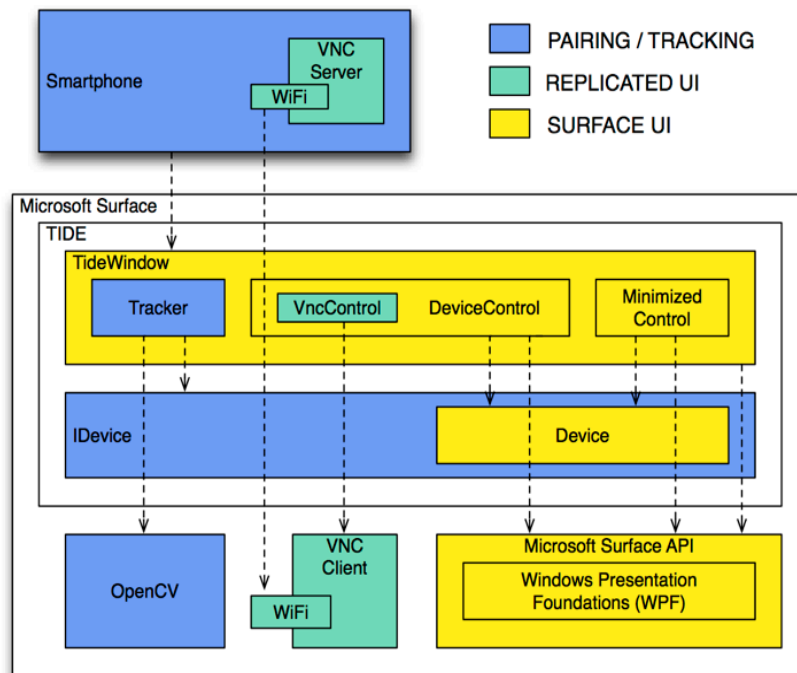 VNC
Server
Smartphone
WiFi
PAIRING / TRACKING
REPLICATED UI
SURFACE UI
Microsoft Surface
TIDE
TideWindow
Tracker
VncControl
DeviceControl
Minimized
Control
IDevice
Device
OpenCV
VNC
Client
WiFi
Microsoft Surface API
Windows Presentation
Foundations (WPF)